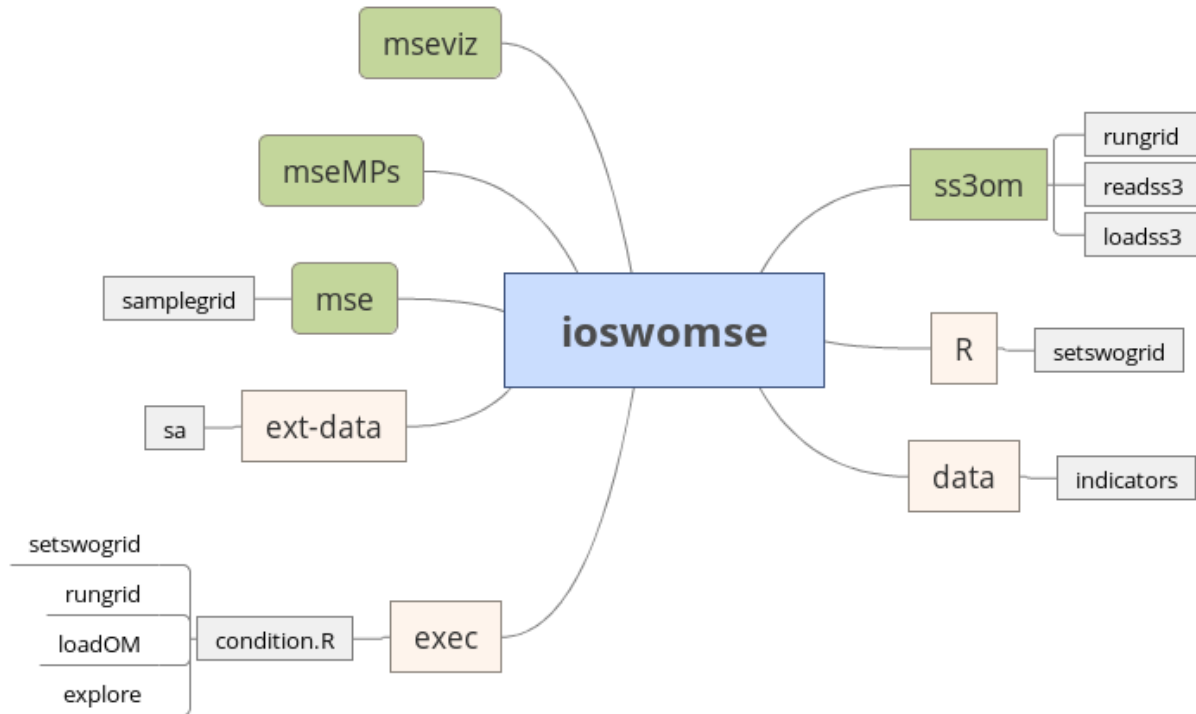 mseviz
mseMPs
mse
samplegrid
ext-data
sa
exec
condition.R
setswogrid
rungrid
loadOM
explore
ioswomse
ss3om
rungrid
readss3
loadss3
R
setswogrid
data
indicators